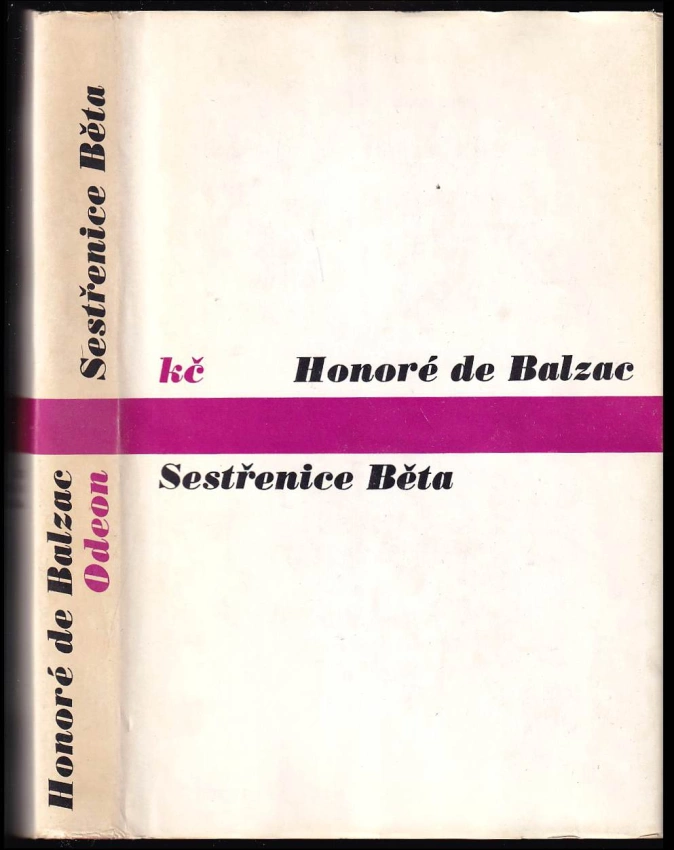 Honoré de Balzac
Odeon
Sestřenice Běta
kč
Honoré de Balzac
Sestřenice Běta